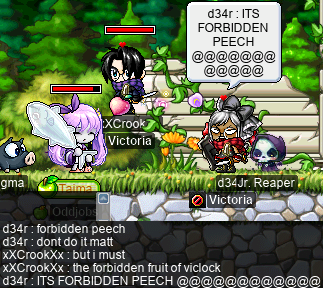 d34r : ITS
FORBIDDEN
PEECH
@@@@@@@
@@@@@
xXCrook
Victoria
gma
Taima
Oddjobs
d34Jr. Reaper
Victoria
d34r : forbidden peech
d34r : dont do it matt
xXCrookXx : but i must
xXCrookXx : the forbidden fruit of viclock
d34r : ITS FORBIDDEN PEECH @@@@@@@@@@@@